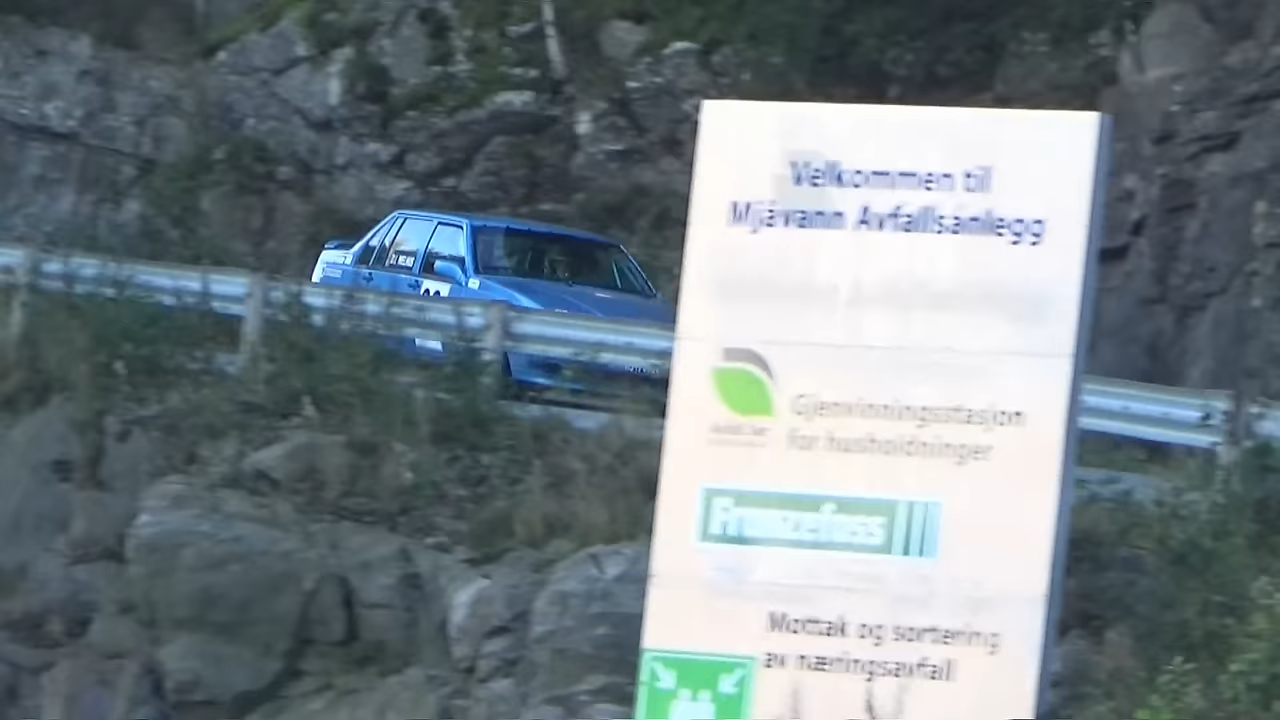 Velkommen til
Mjåvann Avfallsanlegg
Gjenvinningsstasjon
for husholdninger
Franzefoss
Mottak og sortering
av næringsavfall